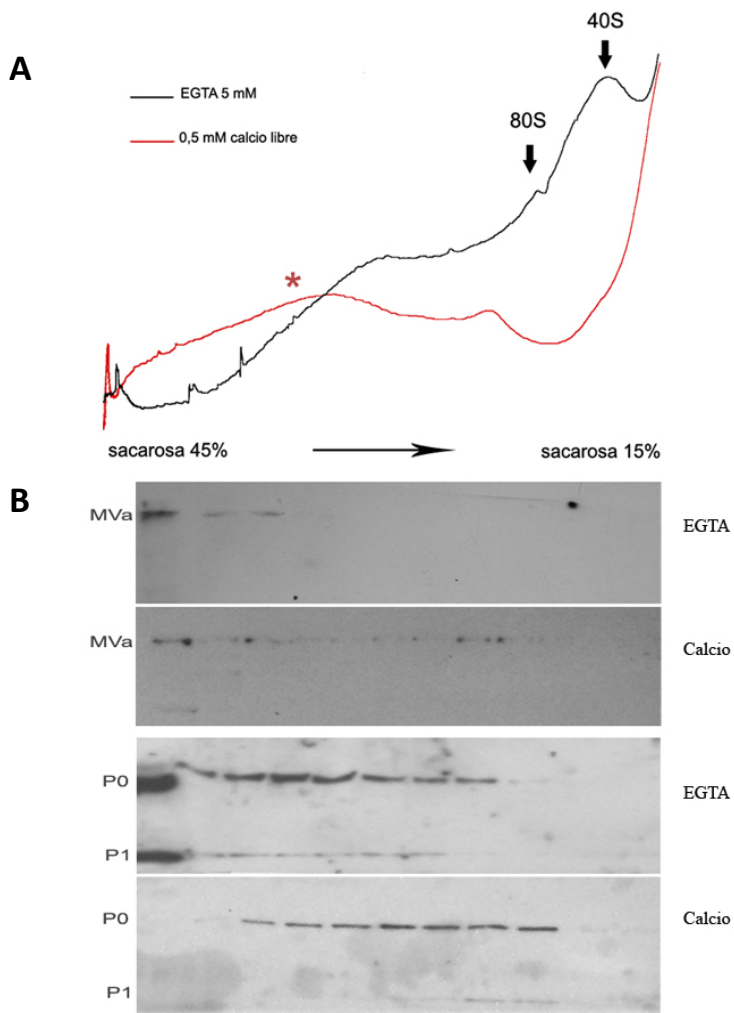 A
40S
EGTA 5 mM
80S
0,5 mM calcio libre
*
sacarosa 45%
sacarosa 15%
B
MVa
EGTA
MVa
Calcio
P0
EGTA
P1
P0
Calcio
P1